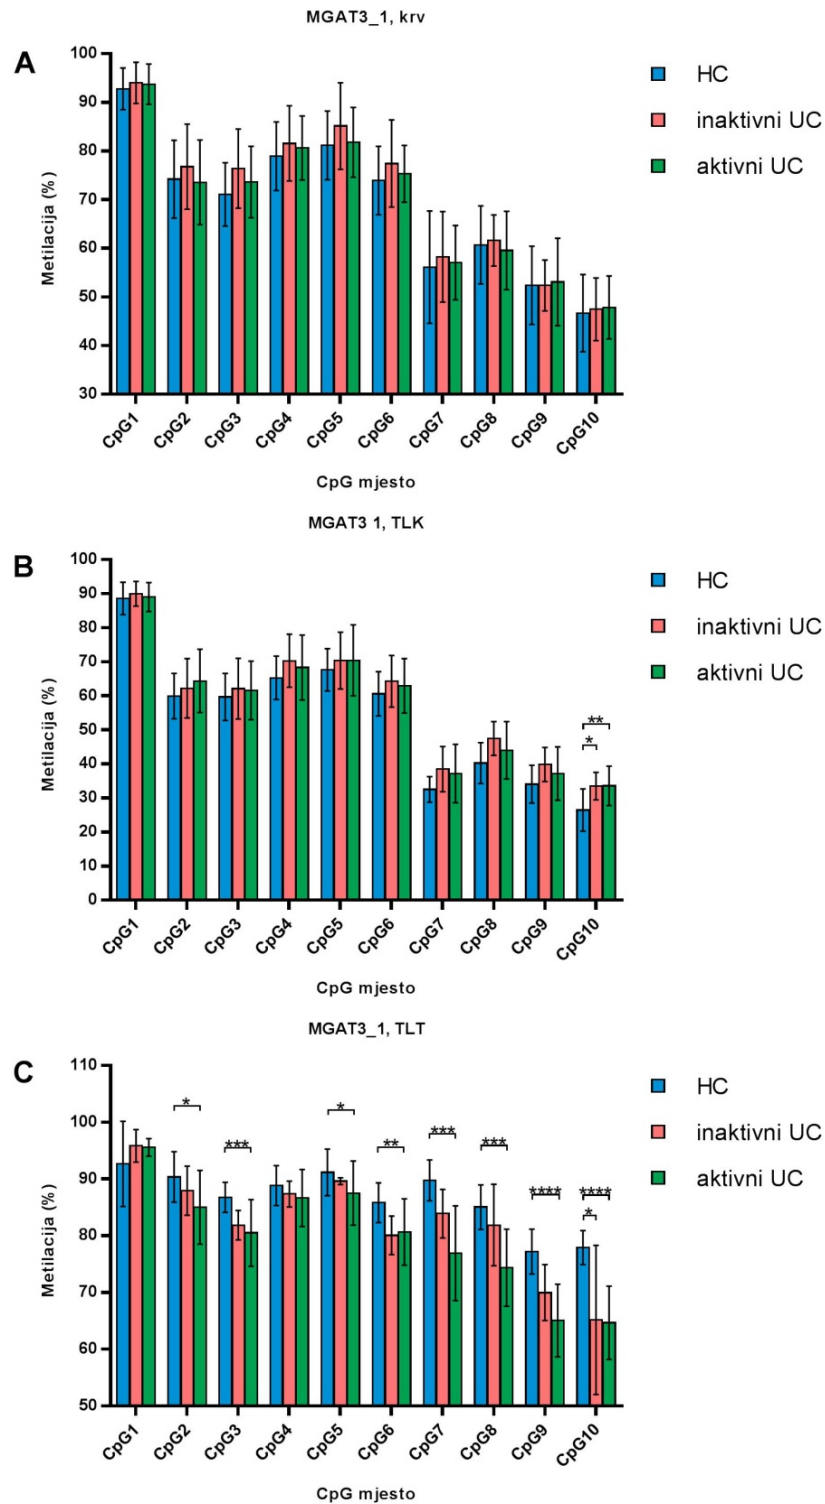 MGAT3_1, krv
A
HC
inaktivni UC
aktivni UC
Metilacija (%)
100
90
80
70
60
50
40
30
CpG1 CpG2 CpG3 CpG4 CpG5 CpG6 CpG7 CpG8 CpG9 CpG10
CpG mjesto
MGAT3 1, TLK
B
HC
inaktivni UC
aktivni UC
Metilacija (%)
100
90
80
70
60
50
40
30
20
10
0
** 
*
CpG1 CpG2 CpG3 CpG4 CpG5 CpG6 CpG7 CpG8 CpG9 CpG10
CpG mjesto
MGAT3_1, TLT
C
HC
inaktivni UC
aktivni UC
Metilacija (%)
110
100
90
80
70
60
50
* *** * ** *** *** **** ****
*
CpG1 CpG2 CpG3 CpG4 CpG5 CpG6 CpG7 CpG8 CpG9 CpG10
CpG mjesto